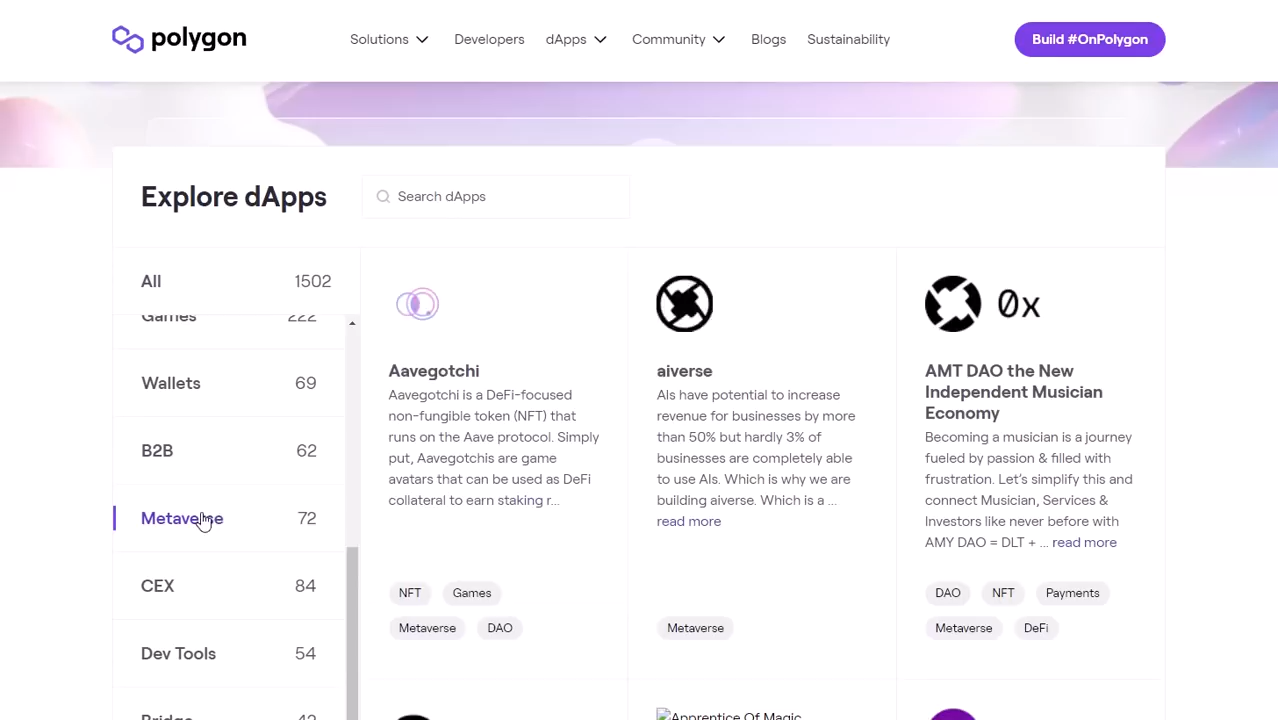 polygon
Solutions
Developers
dApps
Community
Blogs
Sustainability
Build #OnPolygon
Explore dApps
Search dApps
All 1502
Games 222
Wallets 69
B2B 62
Metaverse 72
CEX 84
Dev Tools 54
Bridge 42
Aavegotchi
Aavegotchi is a DeFi-focused
non-fungible token (NFT) that
runs on the Aave protocol. Simply
put, Aavegotchis are game
avatars that can be used as DeFi
collateral to earn staking r...
NFT Games
Metaverse DAO
aiverse
AIs have potential to increase
revenue for businesses by more
than 50% but hardly 3% of
businesses are completely able
to use AIs. Which is why we are
building aiverse. Which is a ...
read more
Metaverse
0x
AMT DAO the New
Independent Musician
Economy
Becoming a musician is a journey
fueled by passion & filled with
frustration. Let's simplify this and
connect Musician, Services &
Investors like never before with
AMY DAO = DLT + ... read more
DAO NFT Payments
Metaverse DeFi
Apprentice Of Magic